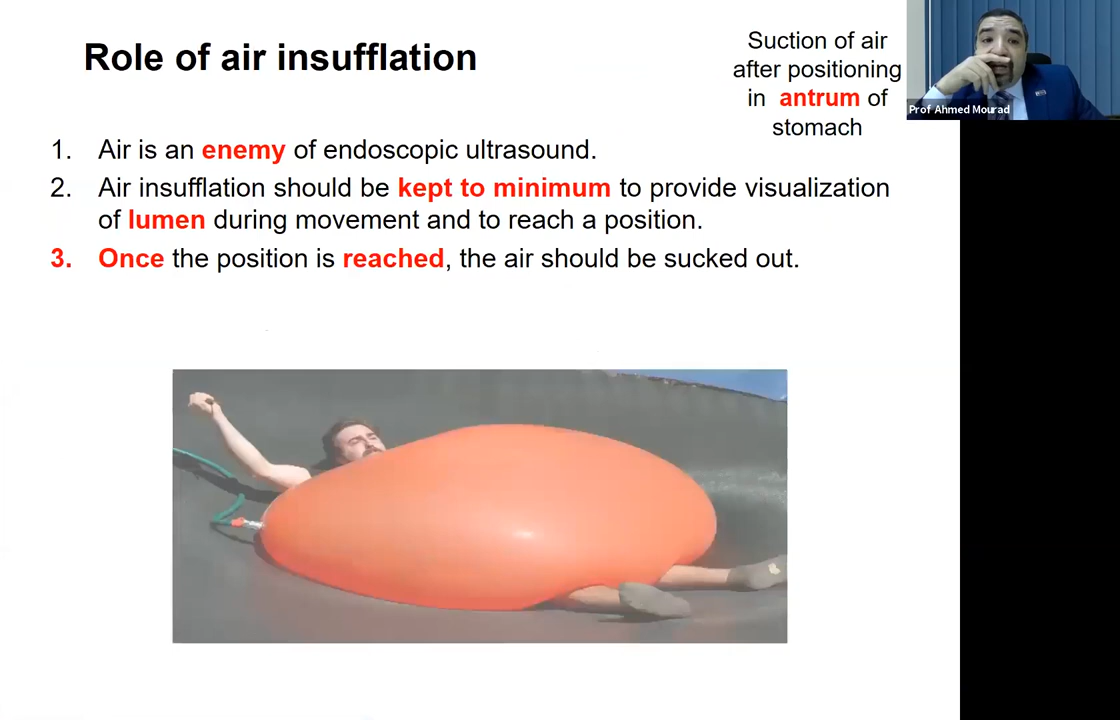 Role of air insufflation
Suction of air
after positioning
in antrum of
stomach
Prof Ahmed Mourad
1. Air is an enemy of endoscopic ultrasound.
2. Air insufflation should be kept to minimum to provide visualization
of lumen during movement and to reach a position.
3. Once the position is reached, the air should be sucked out.